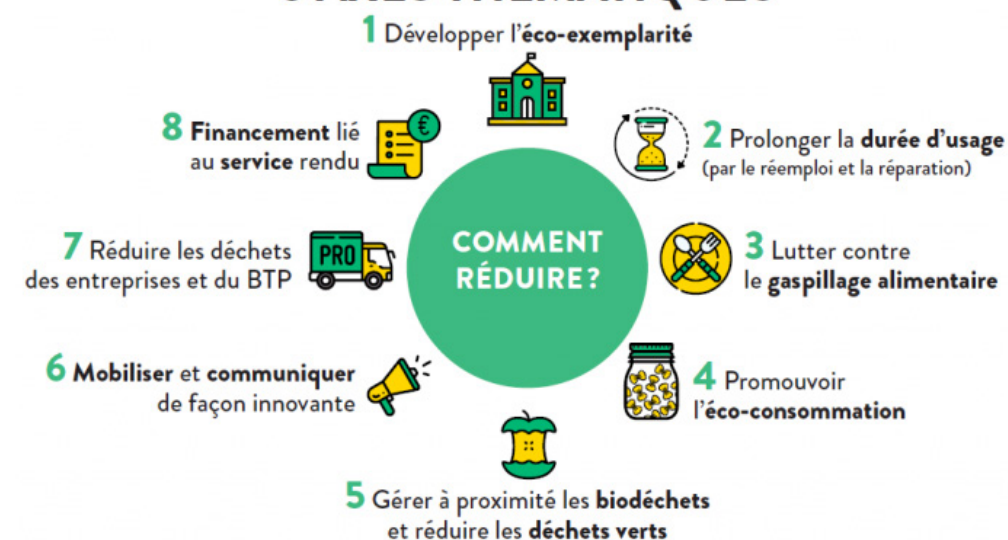 1 Développer l'éco-exemplarité
2 Prolonger la durée d'usage
(par le réemploi et la réparation)
3 Lutter contre
le gaspillage alimentaire
4 Promouvoir
l'éco-consommation
5 Gérer à proximité les biodéchets
et réduire les déchets verts
6 Mobiliser et communiquer
de façon innovante
7 Réduire les déchets
des entreprises et du BTP
PRO
8 Financement lié
au service rendu
€
COMMENT
RÉDUIRE?